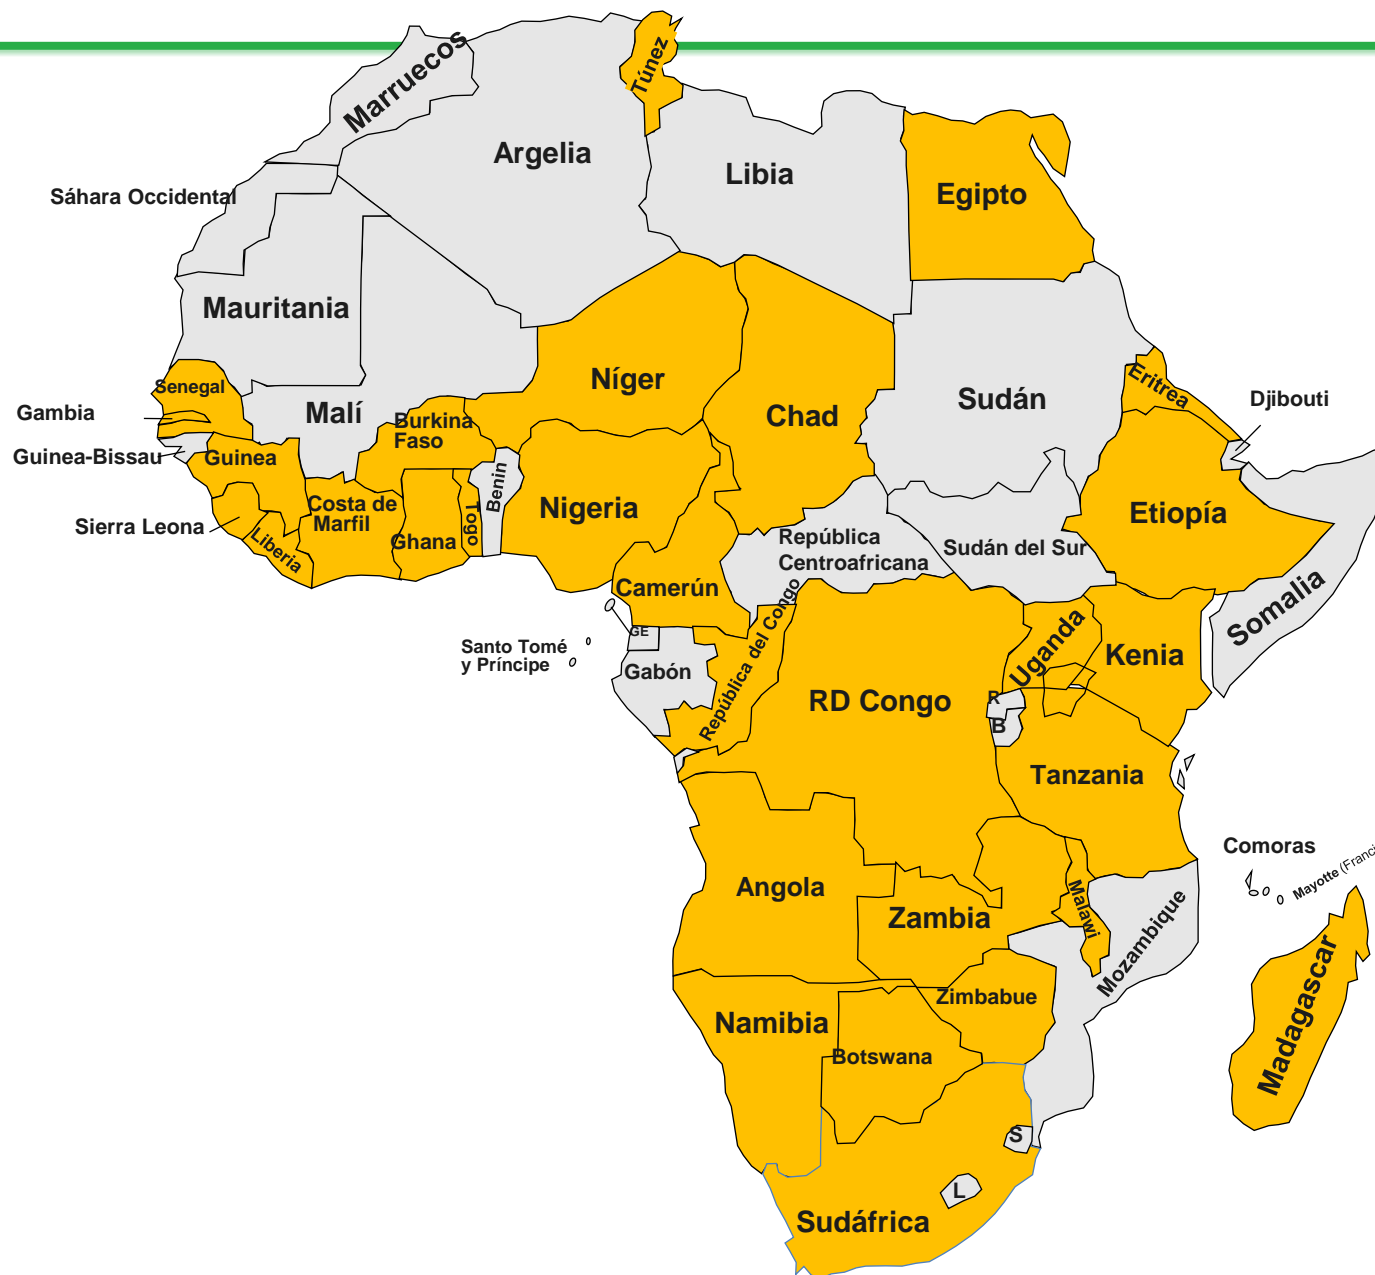 Marruecos
Túnez
Argelia
Libia
Egipto
Sáhara Occidental
Mauritania
Malí
Níger
Chad
Sudán
Eritrea
Djibouti
Senegal
Gambia
Guinea-Bissau
Guinea
Sierra Leona
Liberia
Costa de
Marfil
Burkina
Faso
Ghana
Togo
Benin
Nigeria
Camerún
República
Centroafricana
Sudán del Sur
Etiopía
Somalia
Santo Tomé
y Príncipe
GE
Gabón
República del Congo
RD Congo
Uganda
Kenia
R
B
Tanzania
Comoras
Mayotte (Franci
Angola
Zambia
Malawi
Mozambique
Madagascar
Namibia
Zimbabue
Botswana
S
L
Sudáfrica